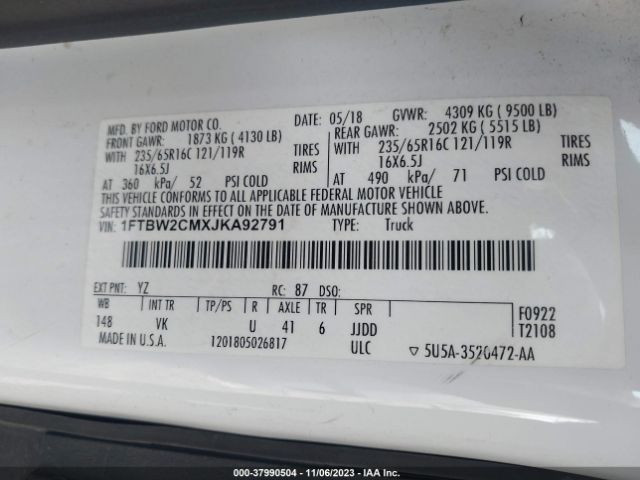 MFD. BY FORD MOTOR CO. DATE: 05/18 GVWR: 4309 KG ( 9500 LB)
FRONT GAWR: 1873 KG ( 4130 LB) REAR GAWR: 2502 KG ( 5515 LB)
WITH 235/65R16C 121/119R TIRES WITH 235/65R16C 121/119R TIRES
16X6.5J RIMS 16X6.5J RIMS
AT 360 kPa/ 52 PSI COLD AT 490 kPa/ 71 PSI COLD
THIS VEHICLE CONFORMS TO ALL APPLICABLE FEDERAL MOTOR VEHICLE
SAFETY STANDARDS IN EFFECT ON THE DATE OF MANUFACTURE SHOWN ABOVE.
VIN: 1FTBW2CMXJKA92791 TYPE: Truck
EXT PNT: YZ RC: 87 DSO:
WB INT TR TP/PS R AXLE TR SPR F0922
148 VK U 41 6 JJDD T2108
MADE IN U.S.A. 1201805026817 ULC ▽ 5U5A-3520472-AA
000-37990504 - 11/06/2023 - IAA Inc.